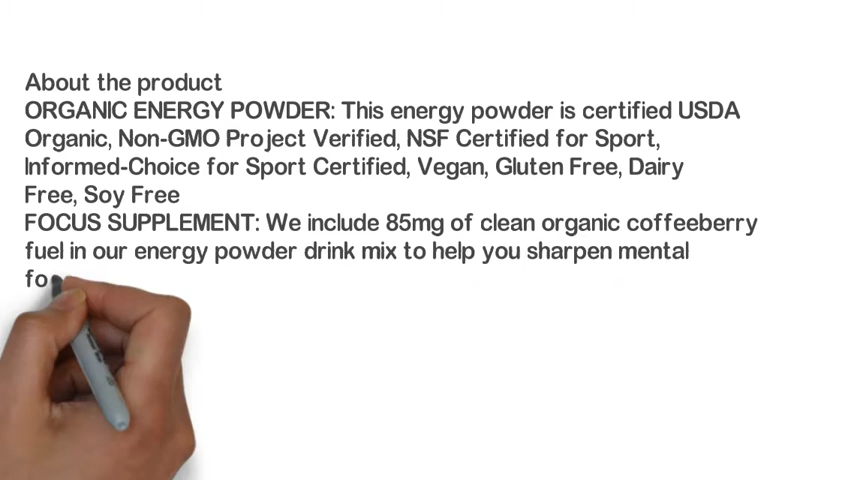 About the product
ORGANIC ENERGY POWDER: This energy powder is certified USDA
Organic, Non-GMO Project Verified, NSF Certified for Sport,
Informed-Choice for Sport Certified, Vegan, Gluten Free, Dairy
Free, Soy Free
FOCUS SUPPLEMENT: We include 85mg of clean organic coffeeberry
fuel in our energy powder drink mix to help you sharpen mental
fo